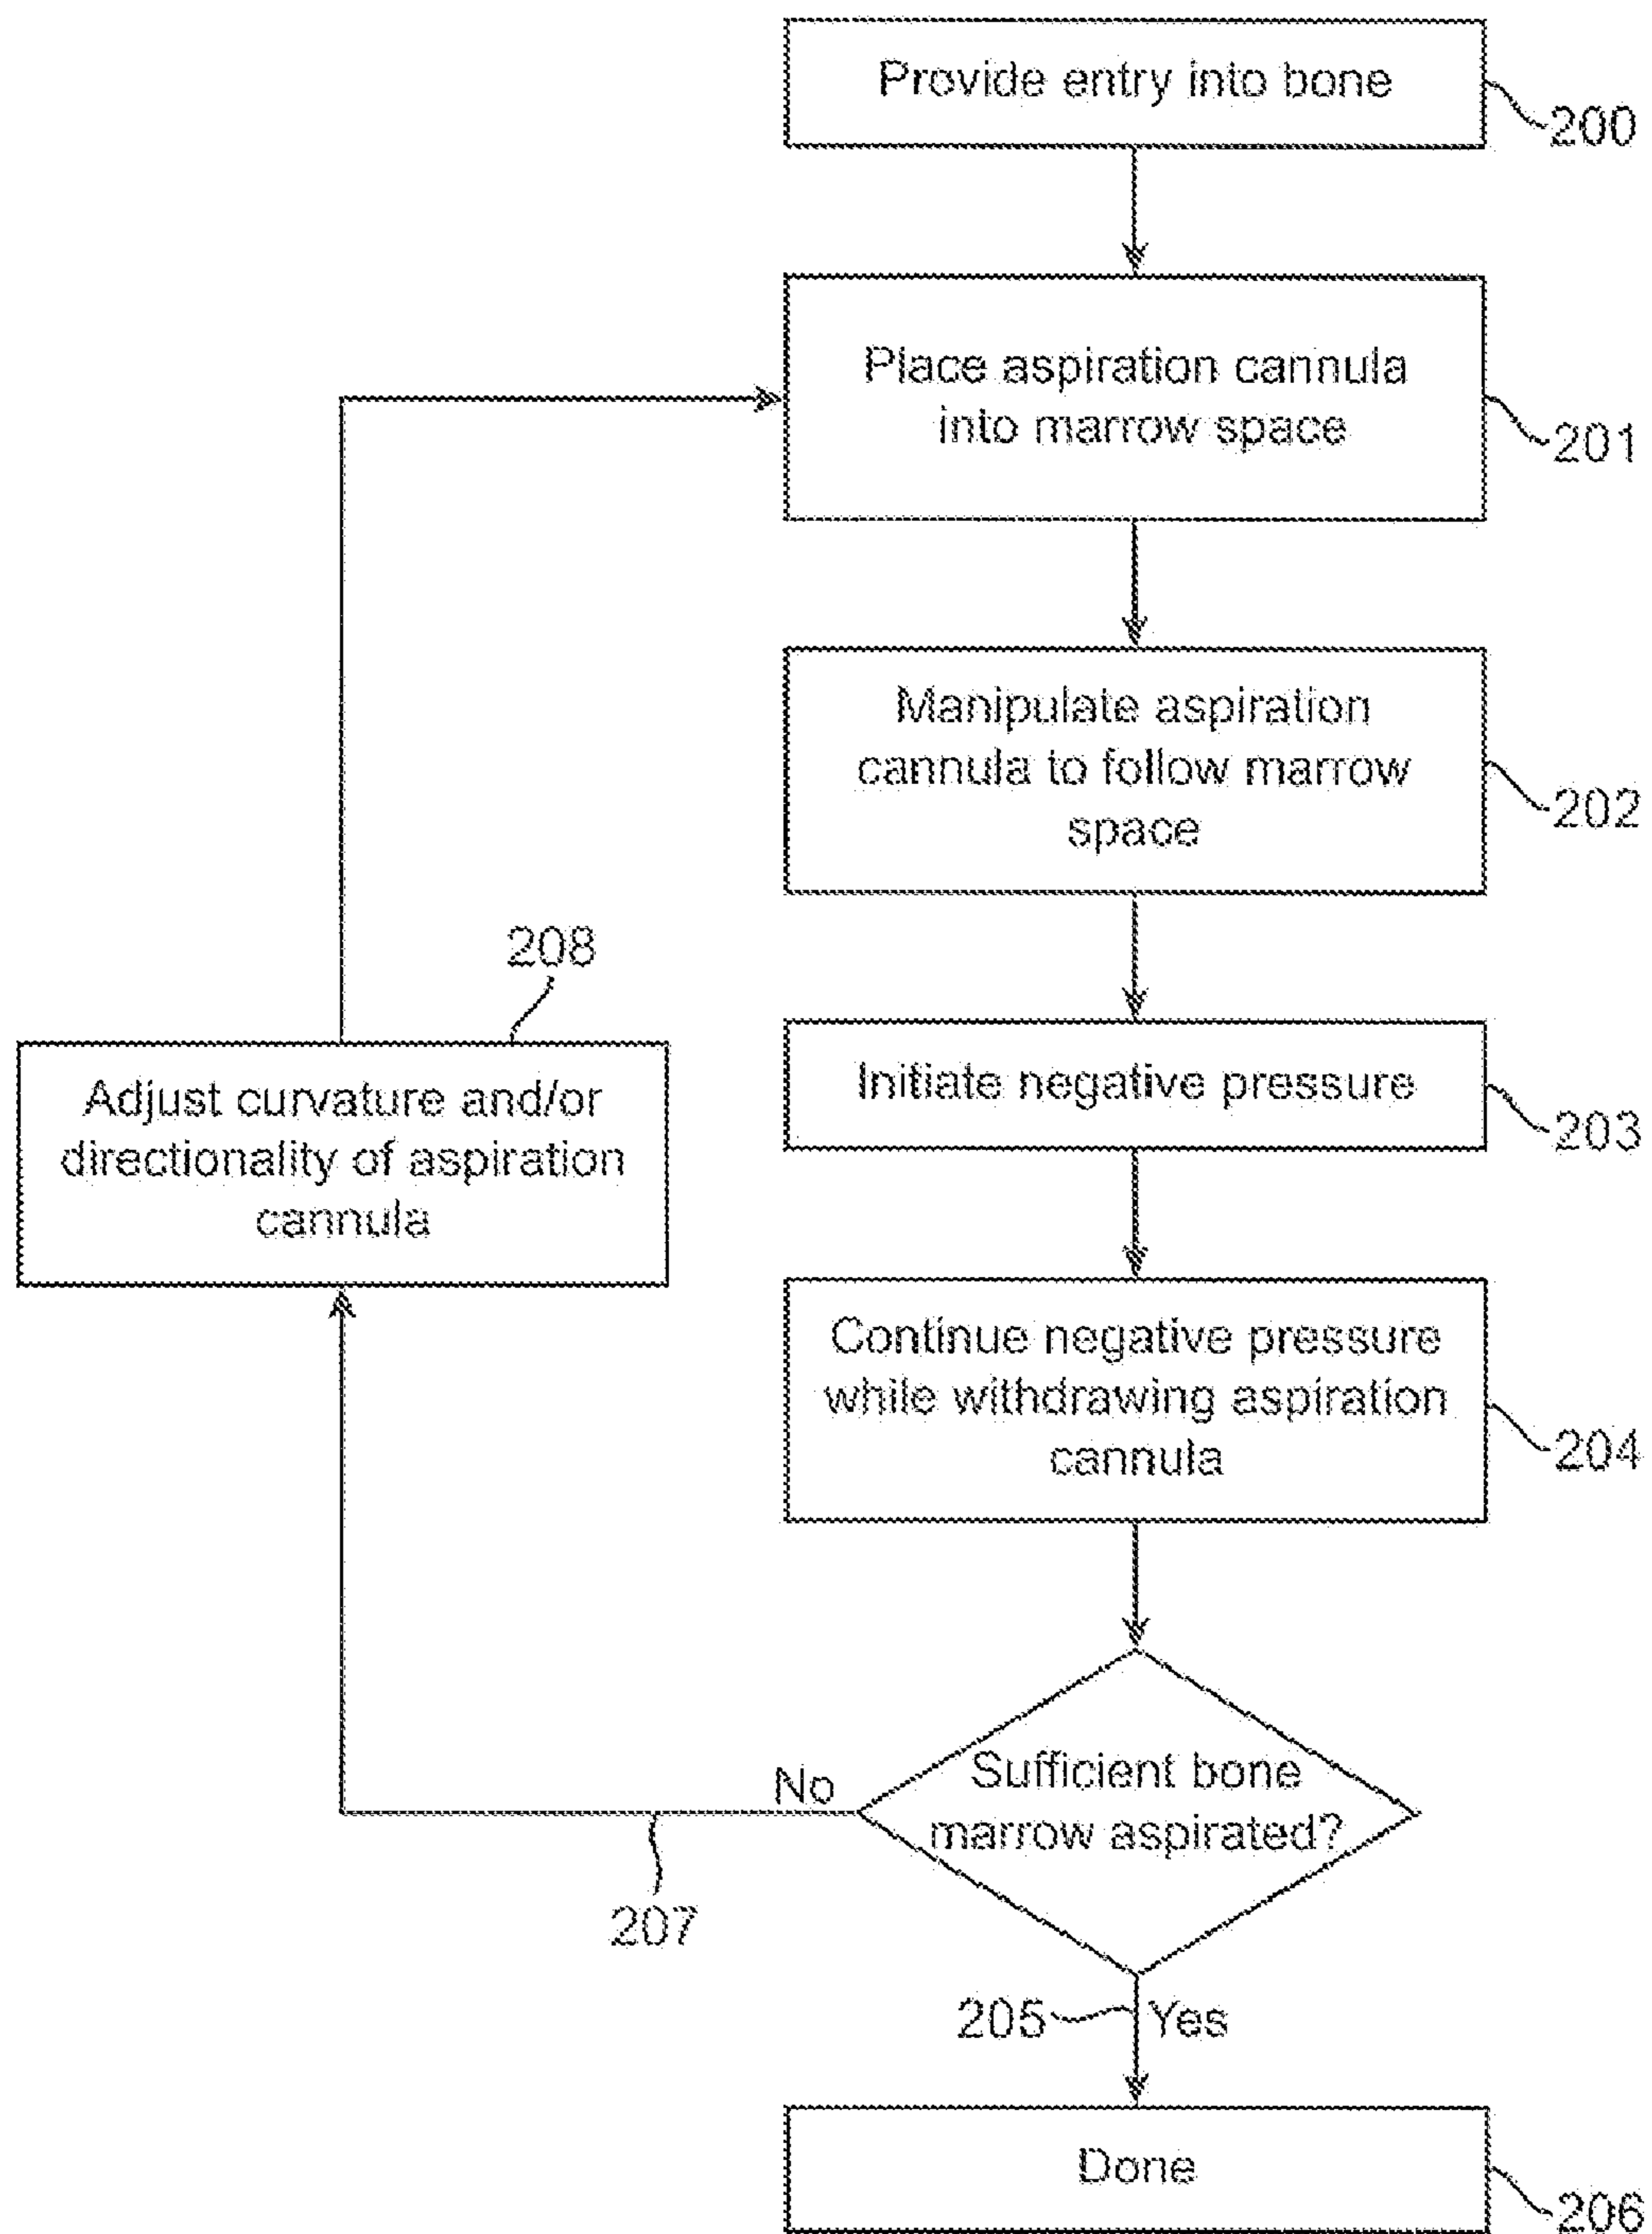 Provide entry into bone
200
Place aspiration cannula
into marrow space
201
Manipulate aspiration
cannula to follow marrow
space
202
208
Adjust curvature and/or
directionality of aspiration
cannula
Initiate negative pressure
203
Continue negative pressure
while withdrawing aspiration
cannula
204
Sufficient bone
marrow aspirated?
No
207
205
Yes
Done
206